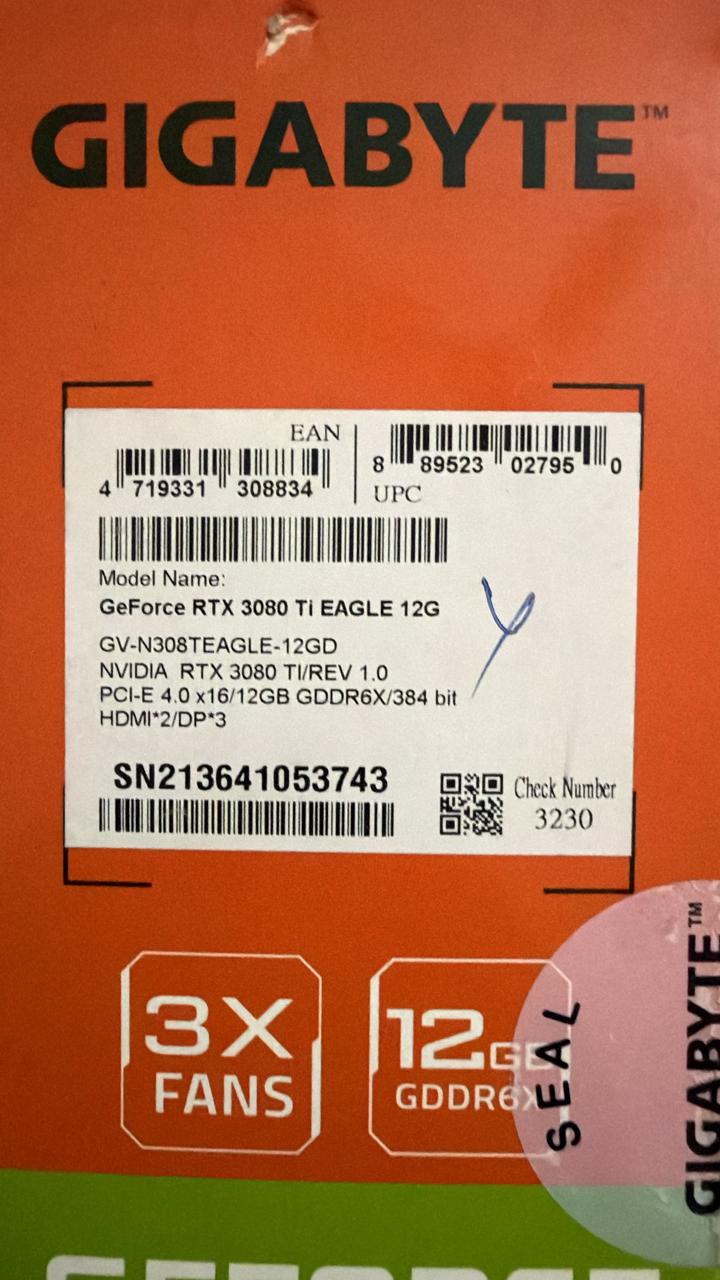 GIGABYTE™
EAN
4 719331 308834
8 89523 02795 0
UPC
Model Name:
GeForce RTX 3080 Ti EAGLE 12G
GV-N308TEAGLE-12GD
NVIDIA RTX 3080 TI/REV 1.0
PCI-E 4.0 x16/12GB GDDR6X/384 bit
HDMI*2/DP*3
SN213641053743
Check Number
3230
3X
FANS
12GB
GDDR6X
SEAL
GIGABYTE™
GEFORCE